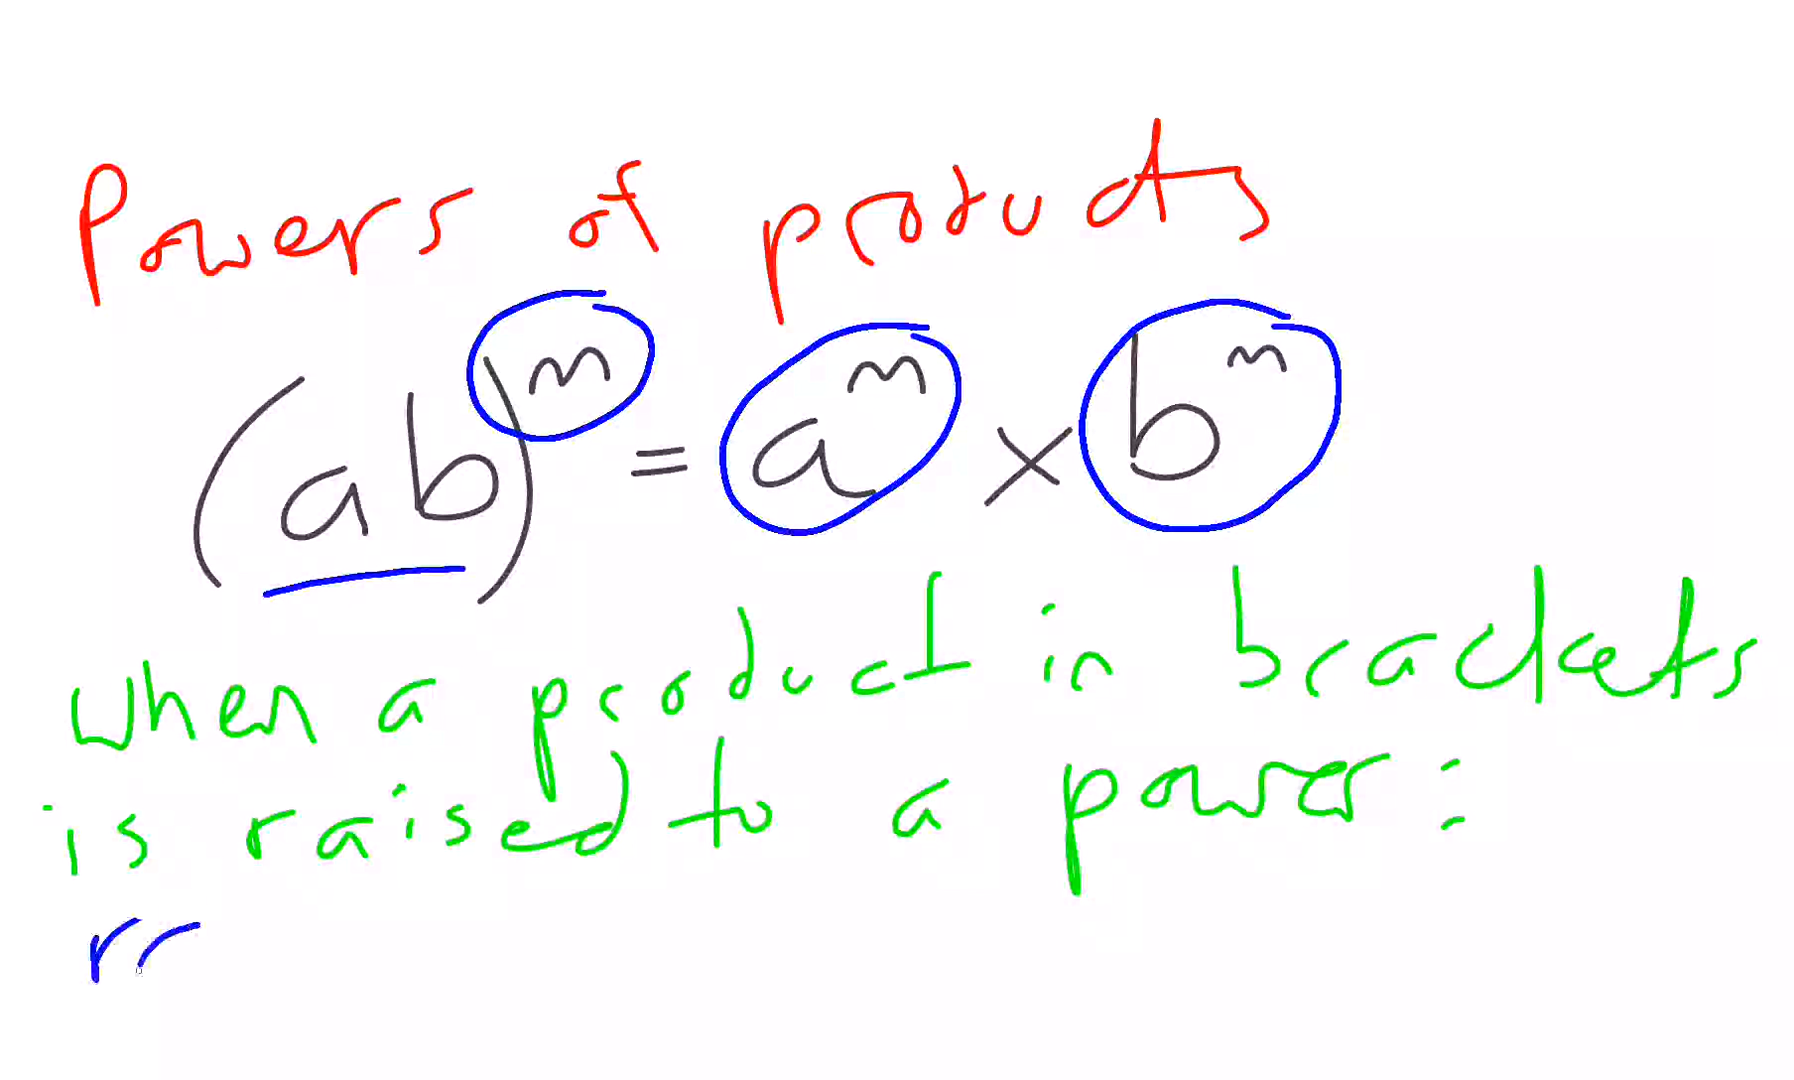 Powers of products
(ab)^m = a^m × b^m
when a product in brackets
is raised to a power: